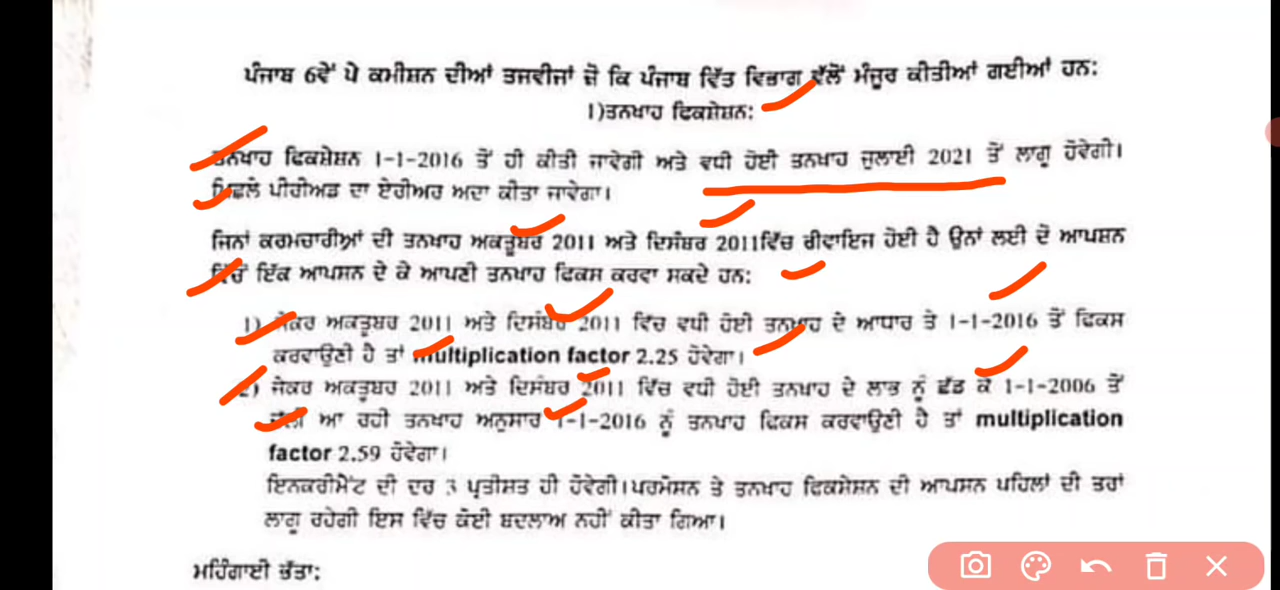 ਪੰਜਾਬ 6ਵੇਂ ਪੇ ਕਮੀਸ਼ਨ ਦੀਆਂ ਤਜਵੀਜਾਂ ਜੋ ਕਿ ਪੰਜਾਬ ਵਿੱਤ ਵਿਭਾਗ ਵੱਲੋਂ ਮੰਜੂਰ ਕੀਤੀਆਂ ਗਈਆਂ ਹਨ:
1)ਤਨਖਾਹ ਫਿਕਸ਼ੇਸ਼ਨ:
ਤਨਖਾਹ ਫਿਕਸ਼ੇਸ਼ਨ 1-1-2016 ਤੋਂ ਹੀ ਕੀਤੀ ਜਾਵੇਗੀ ਅਤੇ ਵਧੀ ਹੋਈ ਤਨਖਾਹ ਜੁਲਾਈ 2021 ਤੋਂ ਲਾਗੂ ਹੋਵੇਗੀ।
ਪਿਛਲੇ ਪੀਰੀਅਡ ਦਾ ਏਰੀਅਰ ਅਦਾ ਕੀਤਾ ਜਾਵੇਗਾ।
ਜਿਨਾਂ ਕਰਮਚਾਰੀਆਂ ਦੀ ਤਨਖਾਹ ਅਕਤੂਬਰ 2011 ਅਤੇ ਦਿਸੰਬਰ 2011ਵਿੱਚ ਰੀਵਾਇਜ ਹੋਈ ਹੈ ਉਨਾਂ ਲਈ ਦੋ ਆਪਸ਼ਨ
ਵਿੱਚੋਂ ਇੱਕ ਆਪਸਨ ਦੇ ਕੇ ਆਪਣੀ ਤਨਖਾਹ ਫਿਕਸ ਕਰਵਾ ਸਕਦੇ ਹਨ:
1) ਜੇਕਰ ਅਕਤੂਬਰ 2011 ਅਤੇ ਦਿਸੰਬਰ 2011 ਵਿੱਚ ਵਧੀ ਹੋਈ ਤਨਖਾਹ ਦੇ ਆਧਾਰ ਤੇ 1-1-2016 ਤੋਂ ਫਿਕਸ
ਕਰਵਾਉਣੀ ਹੈ ਤਾਂ multiplication factor 2.25 ਹੋਵੇਗਾ।
2) ਜੇਕਰ ਅਕਤੂਬਰ 2011 ਅਤੇ ਦਿਸੰਬਰ 2011 ਵਿੱਚ ਵਧੀ ਹੋਈ ਤਨਖਾਹ ਦੇ ਲਾਭ ਨੂੰ ਛੱਡ ਕੇ 1-1-2006 ਤੋਂ
ਚੱਲੀ ਆ ਰਹੀ ਤਨਖਾਹ ਅਨੁਸਾਰ 1-1-2016 ਨੂੰ ਤਨਖਾਹ ਫਿਕਸ ਕਰਵਾਉਣੀ ਹੈ ਤਾਂ multiplication
factor 2.59 ਹੋਵੇਗਾ।
ਇਨਕਰੀਮੈਂਟ ਦੀ ਦਰ 3 ਪ੍ਰਤੀਸ਼ਤ ਹੀ ਹੋਵੇਗੀ।ਪਰਮੋਸਨ ਤੇ ਤਨਖਾਹ ਫਿਕਸ਼ੇਸ਼ਨ ਦੀ ਆਪਸਨ ਪਹਿਲਾਂ ਦੀ ਤਰਾਂ
ਲਾਗੂ ਰਹੇਗੀ ਇਸ ਵਿੱਚ ਕੋਈ ਬਦਲਾਅ ਨਹੀਂ ਕੀਤਾ ਗਿਆ।
ਮਹਿੰਗਾਈ ਭੱਤਾ: